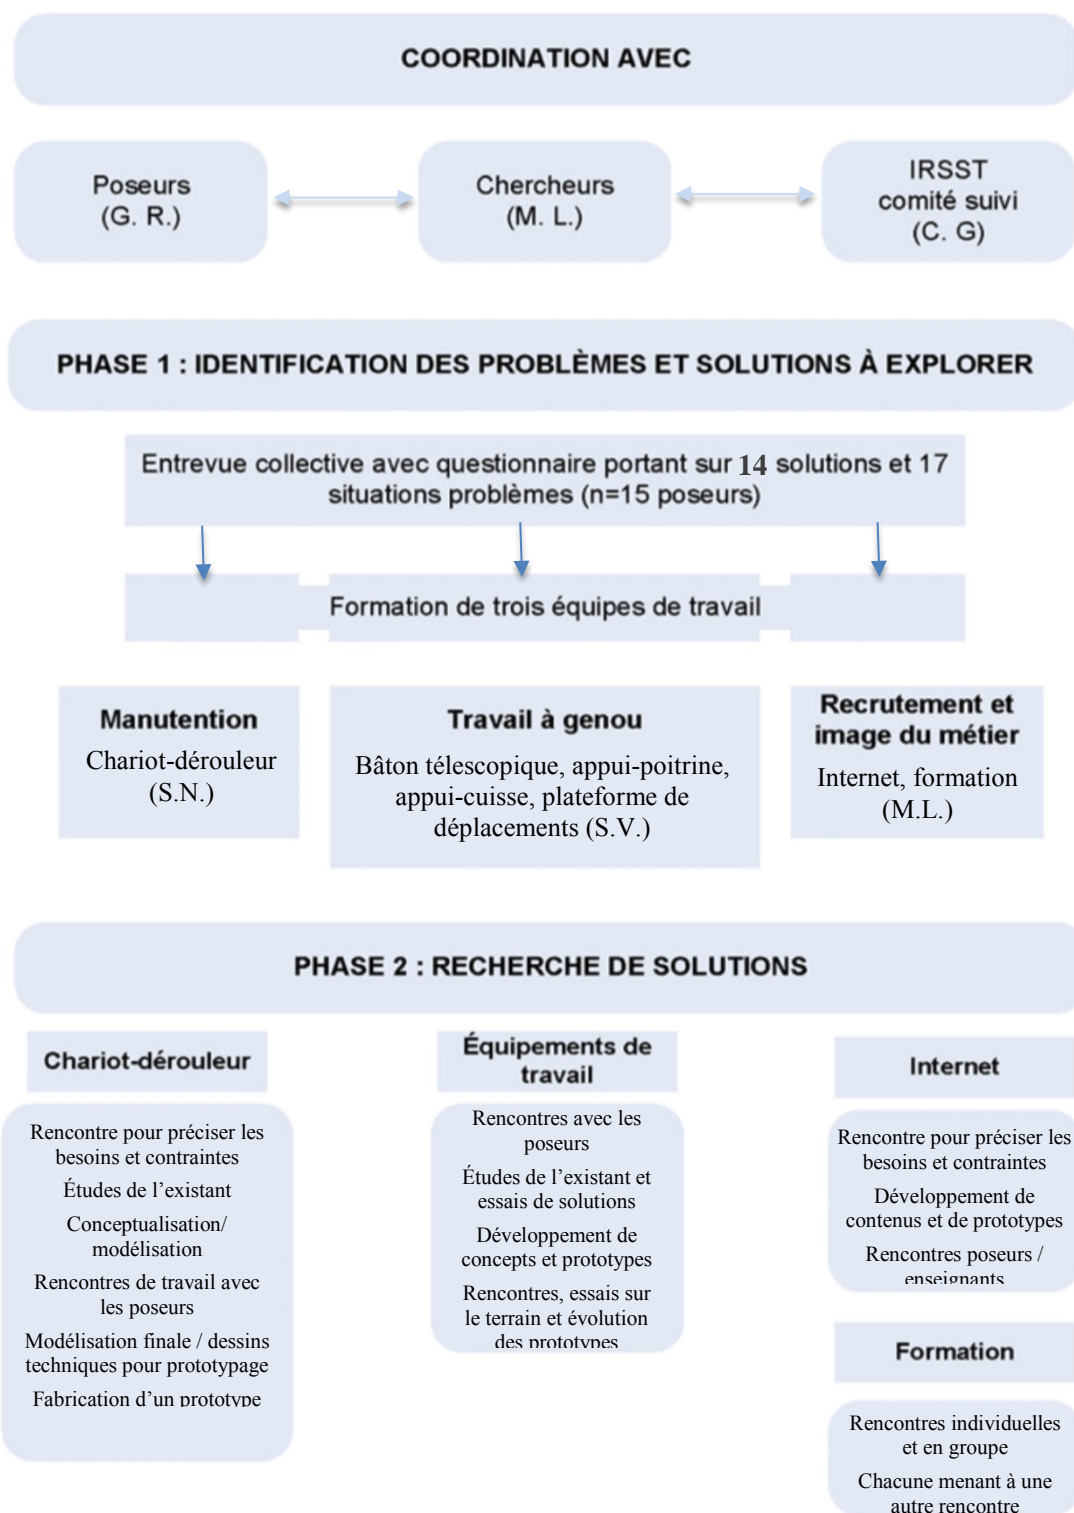 COORDINATION AVEC
Poseurs
(G. R.)
Chercheurs
(M. L.)
IRSST
comité suivi
(C. G)
PHASE 1 : IDENTIFICATION DES PROBLÈMES ET SOLUTIONS À EXPLORER
Entrevue collective avec questionnaire portant sur 14 solutions et 17
situations problèmes (n=15 poseurs)
Formation de trois équipes de travail
Manutention
Chariot-dérouleur
(S.N.)
Travail à genou
Bâton télescopique, appui-poitrine,
appui-cuisse, plateforme de
déplacements (S.V.)
Recrutement et
image du métier
Internet, formation
(M.L.)
PHASE 2 : RECHERCHE DE SOLUTIONS
Chariot-dérouleur
Rencontre pour préciser les
besoins et contraintes
Études de l’existant
Conceptualisation/
modélisation
Rencontres de travail avec
les poseurs
Modélisation finale / dessins
techniques pour prototypage
Fabrication d’un prototype
Équipements de
travail
Rencontres avec les
poseurs
Études de l’existant et
essais de solutions
Développement de
concepts et prototypes
Rencontres, essais sur
le terrain et évolution
des prototypes
Internet
Rencontre pour préciser les
besoins et contraintes
Développement de
contenus et de prototypes
Rencontres poseurs /
enseignants
Formation
Rencontres individuelles
et en groupe
Chacune menant à une
autre rencontre